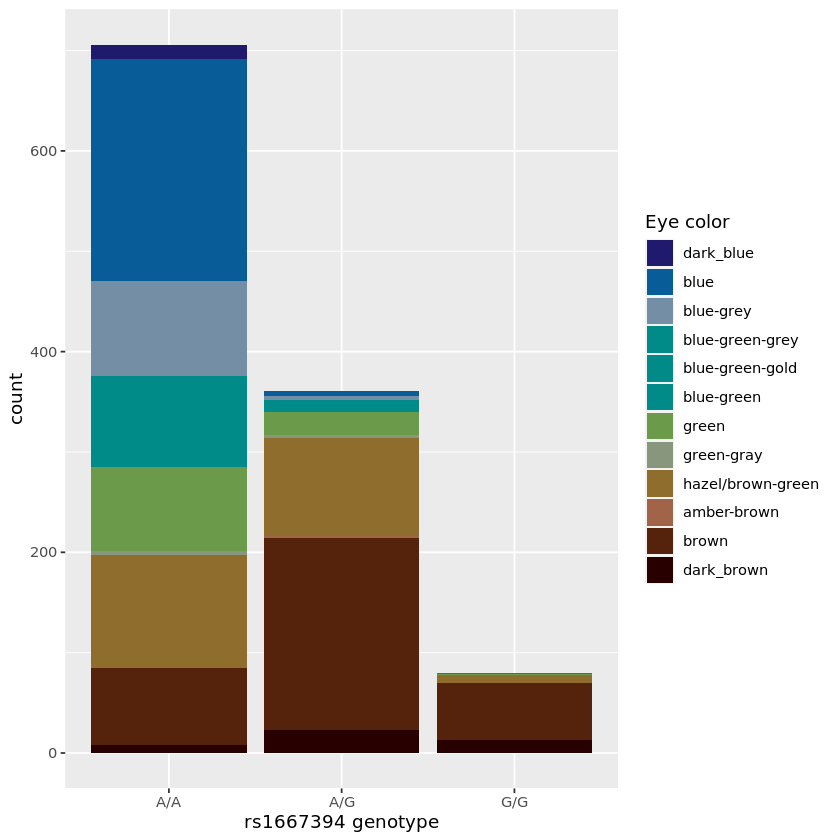 600
400
200
0
count
A/A
A/G
G/G
rs1667394 genotype
Eye color
dark_blue
blue
blue-grey
blue-green-grey
blue-green-gold
blue-green
green
green-gray
hazel/brown-green
amber-brown
brown
dark_brown